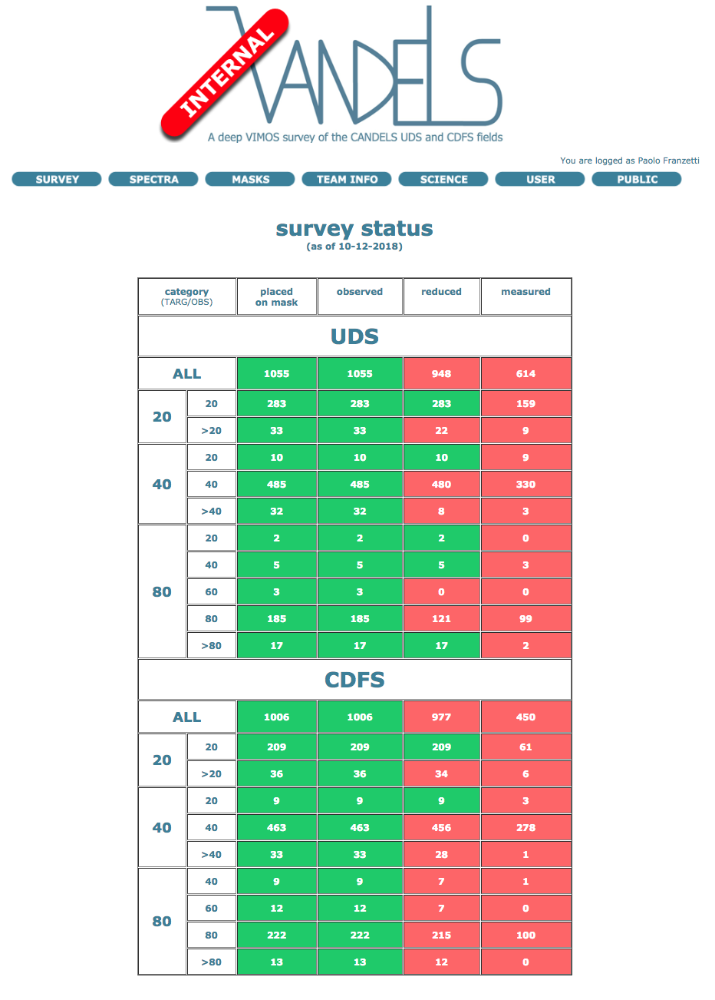 INTERNAL
VANDELS
A deep VIMOS survey of the CANDELS UDS and CDFS fields
You are logged as Paolo Franzetti
SURVEY SPECTRA MASKS TEAM INFO SCIENCE USER PUBLIC
survey status
(as of 10-12-2018)
category placed observed reduced measured
(TARG/OBS) on mask
UDS
ALL 1055 1055 948 614
20 20 283 283 283 159
>20 33 33 22 9
40 20 10 10 10 9
40 485 485 480 330
>40 32 32 8 3
80 20 2 2 2 0
40 5 5 5 3
60 3 3 0 0
80 185 185 121 99
>80 17 17 17 2
CDFS
ALL 1006 1006 977 450
20 20 209 209 209 61
>20 36 36 34 6
40 20 9 9 9 3
40 463 463 456 278
>40 33 33 28 1
80 40 9 9 7 1
60 12 12 7 0
80 222 222 215 100
>80 13 13 12 0